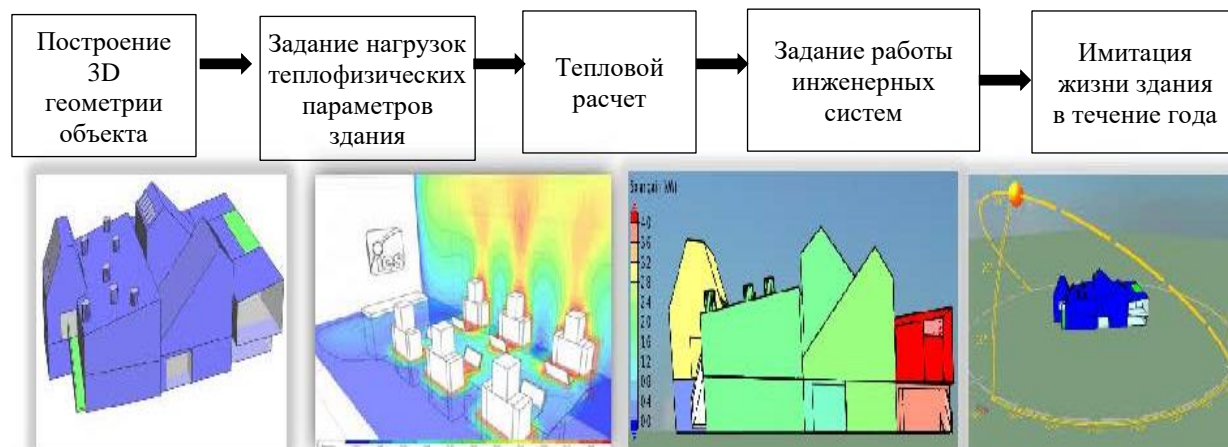 Построение
3D
геометрии
объекта
Задание нагрузок
теплофизических
параметров
здания
Тепловой
расчет
Задание работы
инженерных
систем
Имитация
жизни здания
в течение года
ies